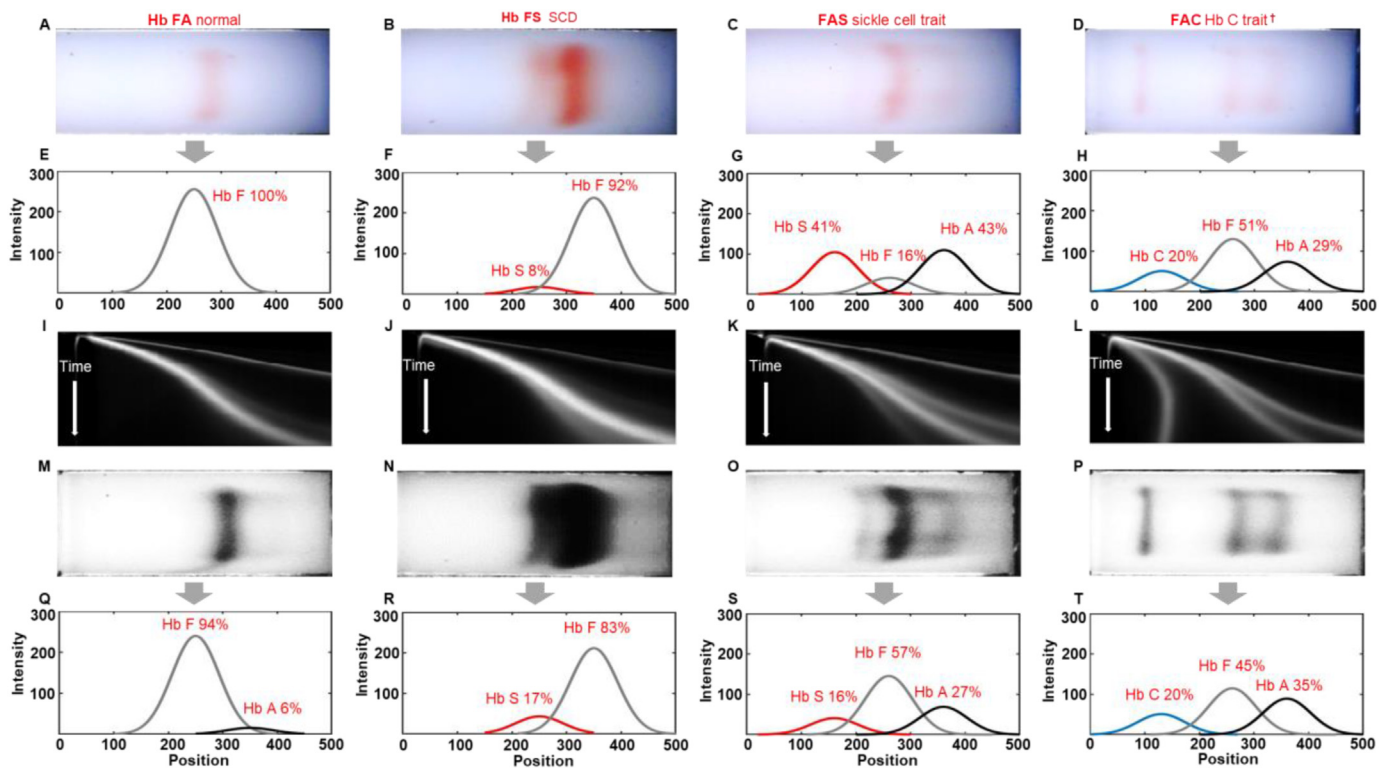 Hb FA normal
Hb FS SCD
FAS sickle cell trait
FAC Hb C trait†
A
B
C
D
E
F
G
H
300
200
100
Intensity
Hb F 100%
0 100 200 300 400 500
300
200
100
Intensity
Hb F 92%
Hb S 8%
0 100 200 300 400 500
300
200
100
Intensity
Hb S 41%
Hb F 16%
Hb A 43%
0 100 200 300 400 500
300
200
100
Intensity
Hb F 51%
Hb C 20%
Hb A 29%
0 100 200 300 400 500
I
Time
J
Time
K
Time
L
Time
M
N
O
P
Q
300
200
100
Intensity
Hb F 94%
Hb A 6%
0 100 200 300 400 500
Position
R
300
200
100
Intensity
Hb F 83%
Hb S 17%
0 100 200 300 400 500
Position
S
300
200
100
Intensity
Hb F 57%
Hb S 16%
Hb A 27%
0 100 200 300 400 500
Position
T
300
200
100
Intensity
Hb F 45%
Hb C 20%
Hb A 35%
0 100 200 300 400 500
Position